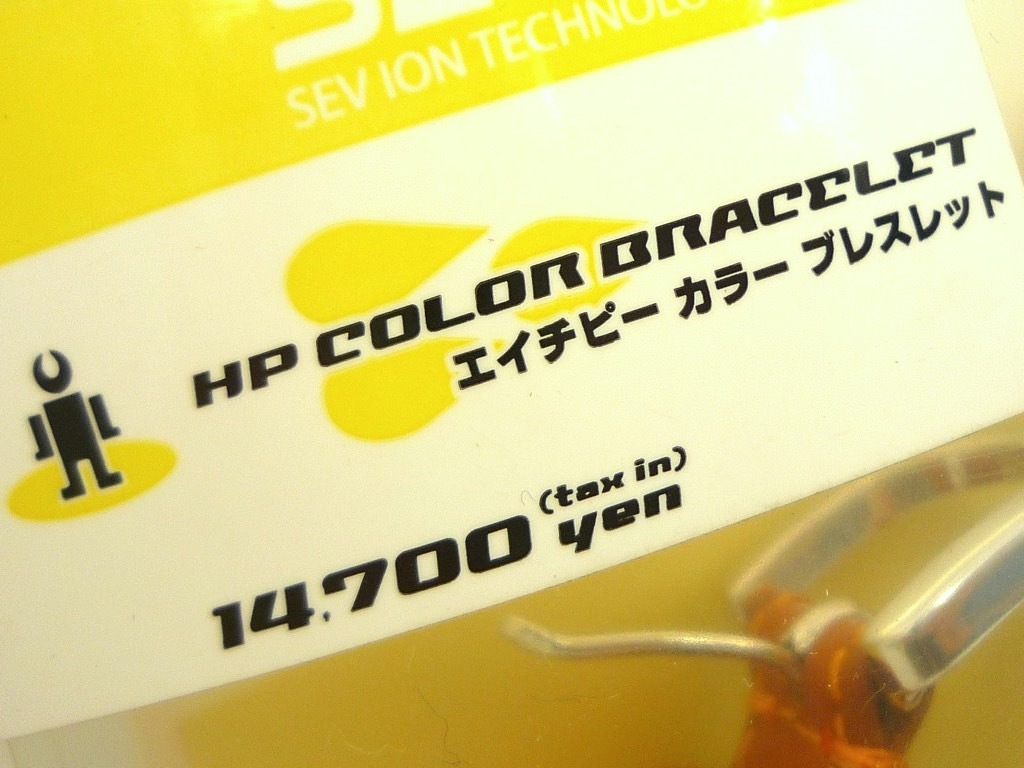 SEV ION
HP COLOR BRACELET
エイチピー カラー ブレスレット
14,700 yen
(tax in)